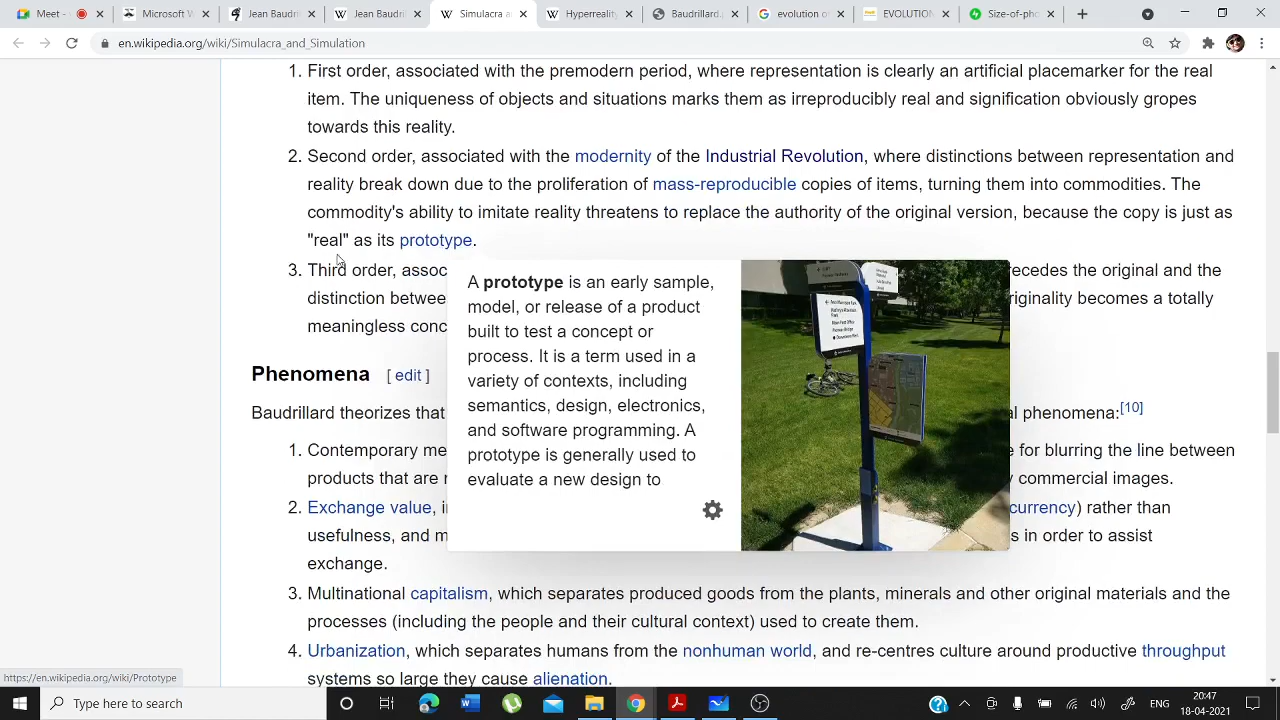 Meet -
Microsoft W
Jean Baudri
Jean Baudri
Simulacra an
Hyperreality
Baudrillard_
evolution o
EVOLUTION
Size-of-pho
en.wikipedia.org/wiki/Simulacra_and_Simulation
1. First order, associated with the premodern period, where representation is clearly an artificial placemarker for the real
item. The uniqueness of objects and situations marks them as irreproducibly real and signification obviously gropes
towards this reality.
2. Second order, associated with the modernity of the Industrial Revolution, where distinctions between representation and
reality break down due to the proliferation of mass-reproducible copies of items, turning them into commodities. The
commodity's ability to imitate reality threatens to replace the authority of the original version, because the copy is just as
"real" as its prototype.
3. Third order, assoc
recedes the original and the
distinction betwee
riginality becomes a totally
meaningless conc
A prototype is an early sample,
model, or release of a product
built to test a concept or
process. It is a term used in a
variety of contexts, including
semantics, design, electronics,
and software programming. A
prototype is generally used to
evaluate a new design to
Phenomena [ edit ]
Baudrillard theorizes that
al phenomena:[10]
1. Contemporary me
e for blurring the line between
products that are
y commercial images.
2. Exchange value, i
currency) rather than
usefulness, and m
s in order to assist
exchange.
3. Multinational capitalism, which separates produced goods from the plants, minerals and other original materials and the
processes (including the people and their cultural context) used to create them.
4. Urbanization, which separates humans from the nonhuman world, and re-centres culture around productive throughput
systems so large they cause alienation.
https://en.wikipedia.org/wiki/Prototype
Type here to search
ENG
20:47
18-04-2021